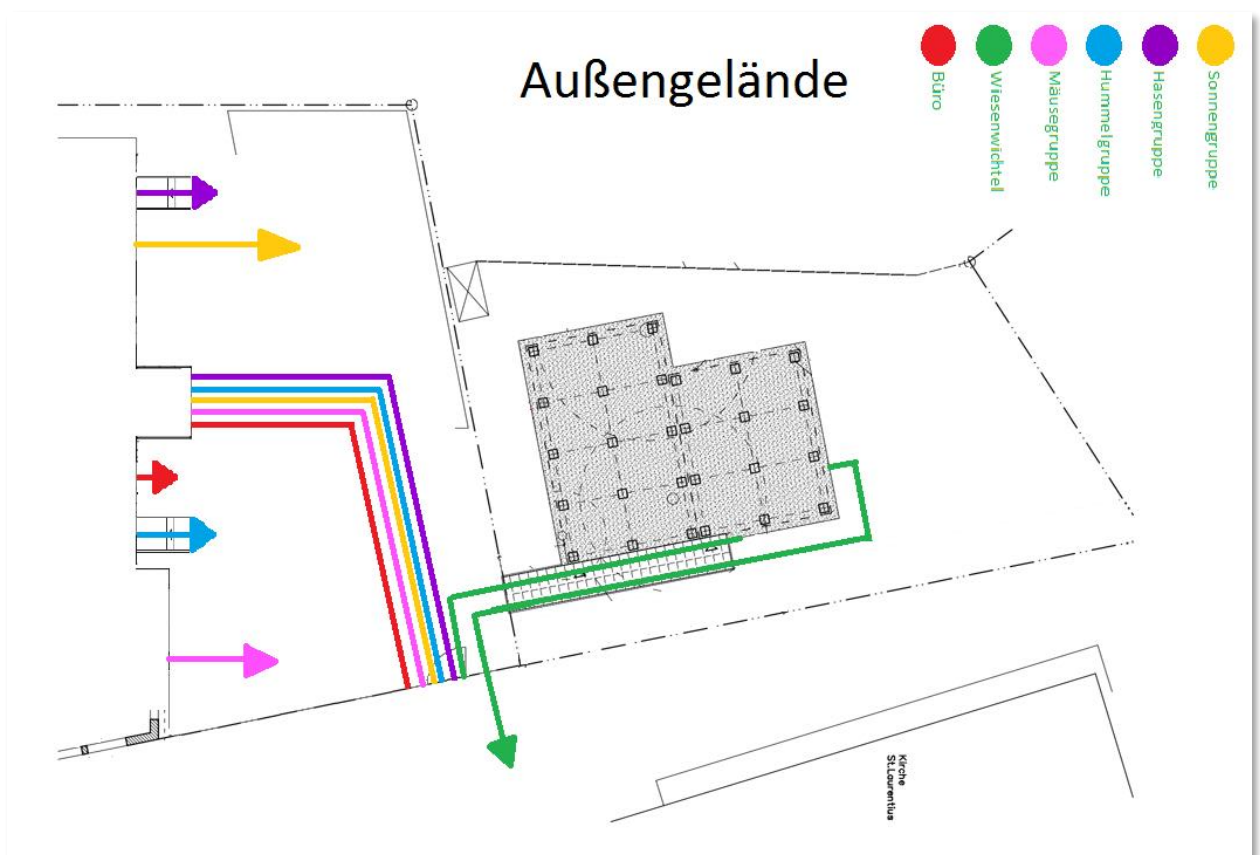 Außengelände
Büro
Wiesenwichtel
Mäusegruppe
Hummelgruppe
Hasengruppe
Sonnengruppe
Kirche
St.Laurentius